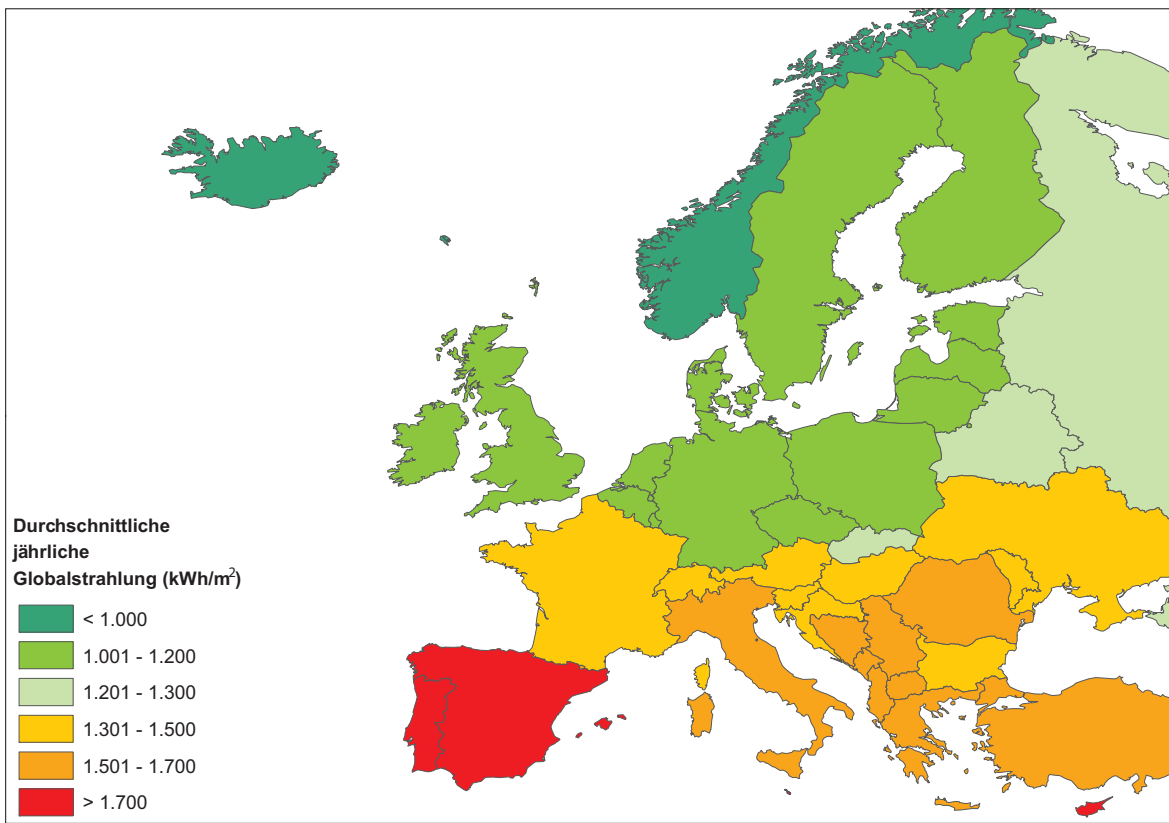 Durchschnittliche
jährliche
Globalstrahlung (kWh/m²)
< 1.000
1.001 - 1.200
1.201 - 1.300
1.301 - 1.500
1.501 - 1.700
> 1.700